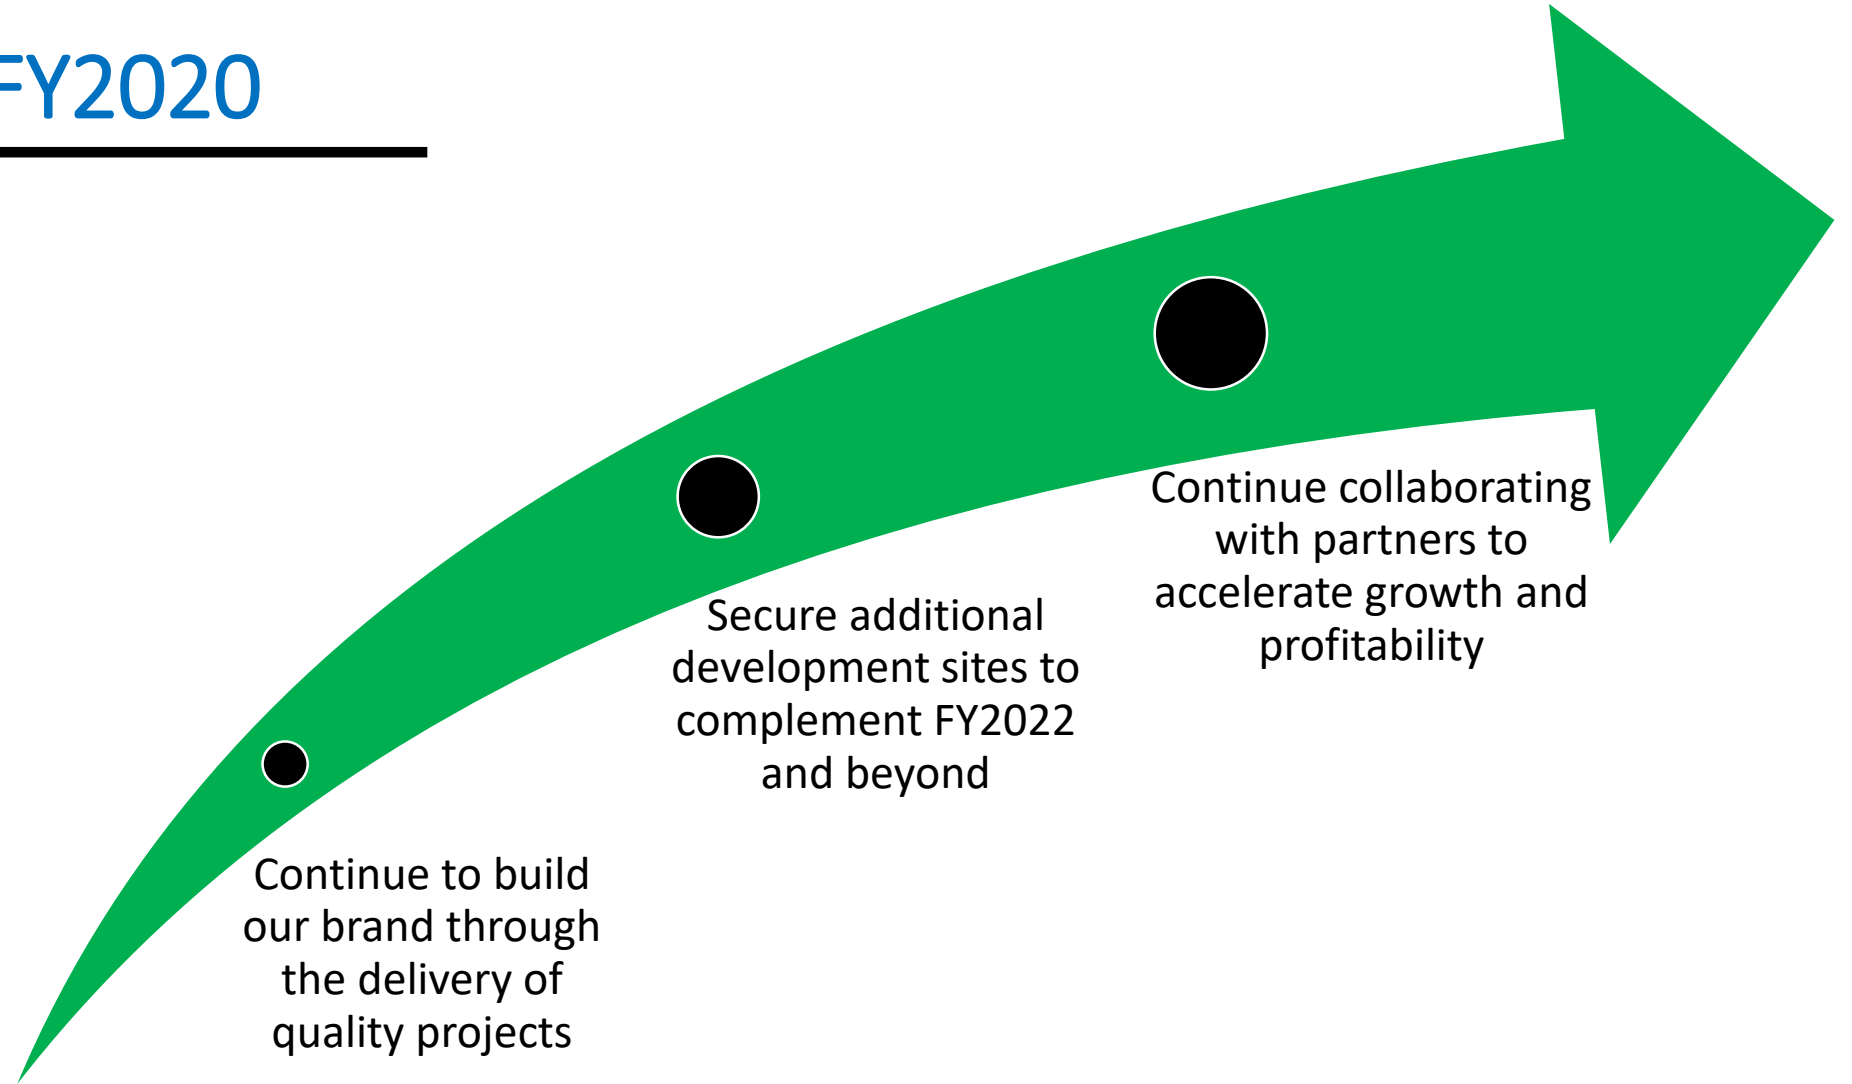 FY2020
Continue collaborating
with partners to
accelerate growth and
profitability
Secure additional
development sites to
complement FY2022
and beyond
Continue to build
our brand through
the delivery of
quality projects